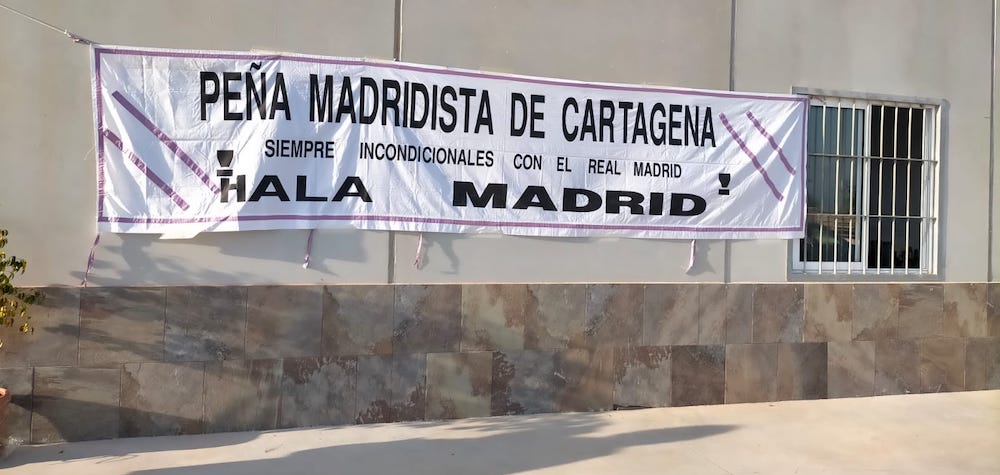 PEÑA MADRIDISTA DE CARTAGENA
SIEMPRE INCONDICIONALES CON EL REAL MADRID
¡HALA MADRID!